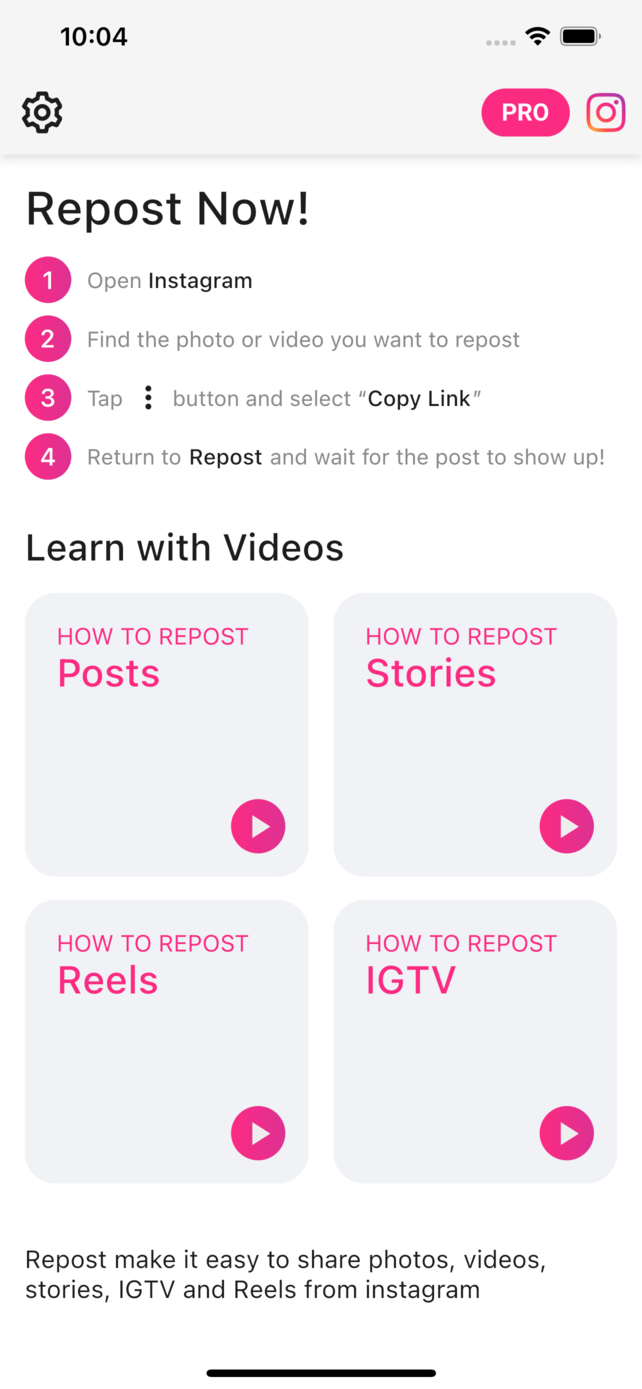 10:04
PRO
Repost Now!
1 Open Instagram
2 Find the photo or video you want to repost
3 Tap ⋮ button and select “Copy Link”
4 Return to Repost and wait for the post to show up!
Learn with Videos
HOW TO REPOST
Posts
HOW TO REPOST
Stories
HOW TO REPOST
Reels
HOW TO REPOST
IGTV
Repost make it easy to share photos, videos,
stories, IGTV and Reels from instagram